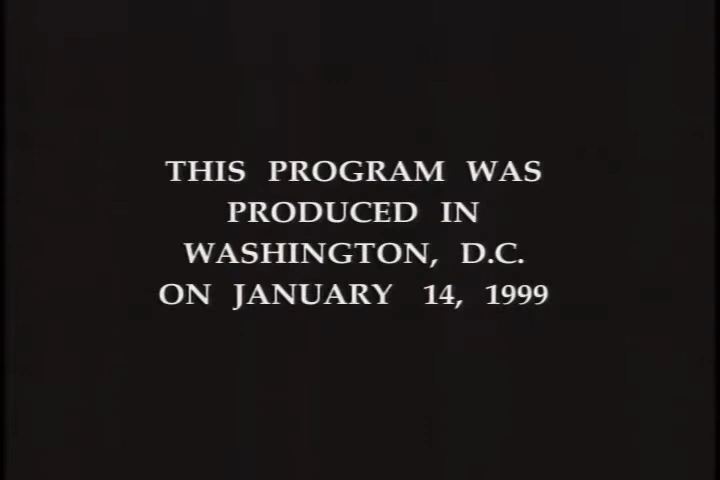 THIS PROGRAM WAS
PRODUCED IN
WASHINGTON, D.C.
ON JANUARY 14, 1999